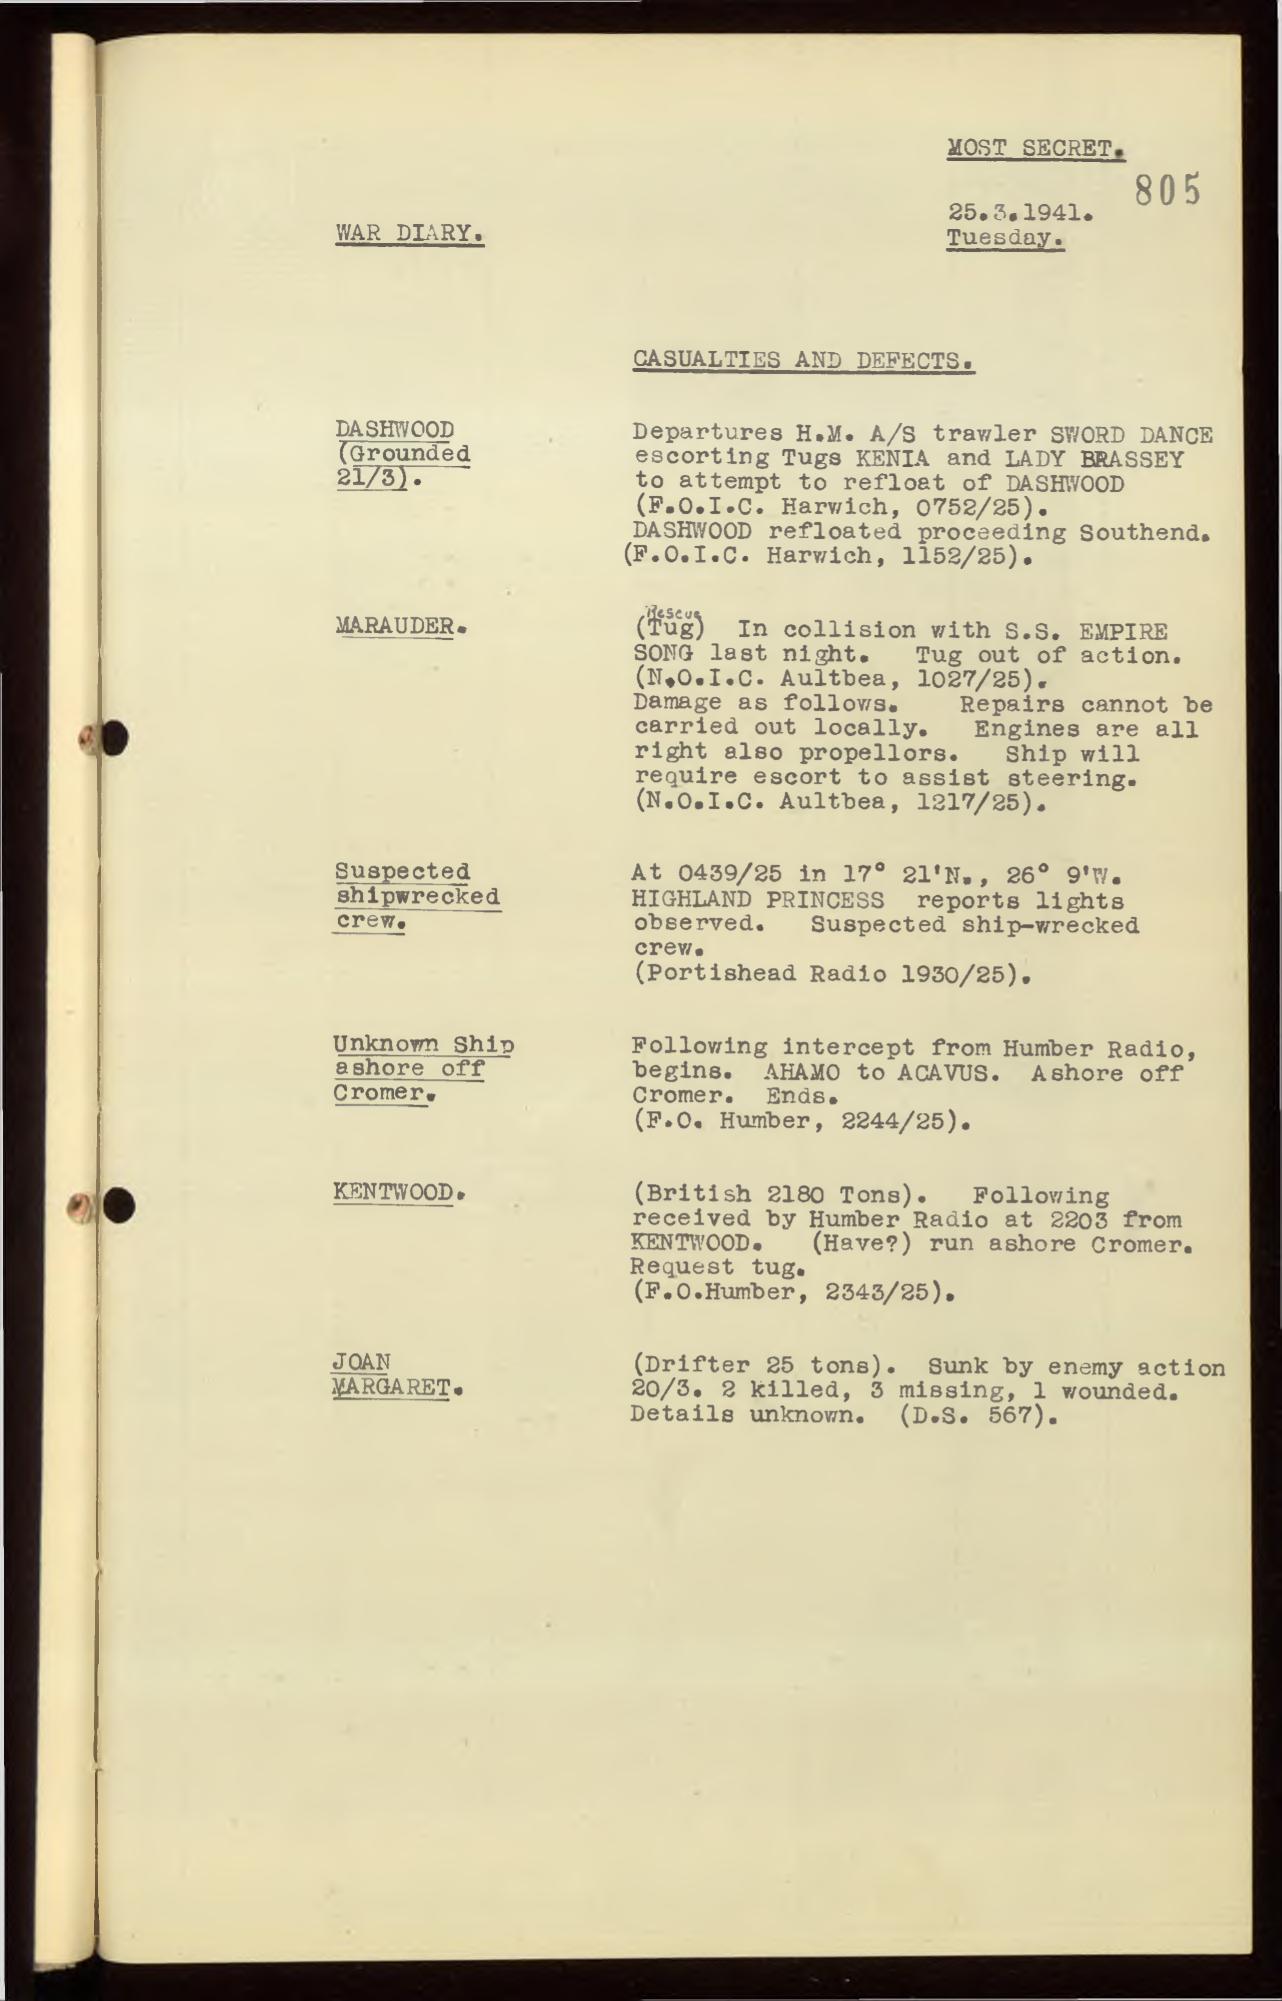 MOST SECRET.
805
25.3.1941.
WAR DIARY.
Tuesday.
CASUALTIES AND DEFECTS.
DASHWOOD
(Grounded
21/3).
Departures H.M. A/S trawler SWORD DANCE
escorting Tugs KENIA and LADY BRASSEY
to attempt to refloat of DASHWOOD
(F.O.I.C. Harwich, 0752/25).
DASHWOOD refloated proceeding Southend.
(F.O.I.C. Harwich, 1152/25).
MARAUDER.
Rescue
(Tug) In collision with S.S. EMPIRE
SONG last night. Tug out of action.
(N.O.I.C. Aultbea, 1027/25).
Damage as follows. Repairs cannot be
carried out locally. Engines are all
right also propellors. Ship will
require escort to assist steering.
(N.O.I.C. Aultbea, 1217/25).
Suspected
shipwrecked
crew.
At 0439/25 in 17° 21'N., 26° 9'W.
HIGHLAND PRINCESS reports lights
observed. Suspected ship-wrecked
crew.
(Portishead Radio 1930/25).
Unknown Ship
ashore off
Cromer.
Following intercept from Humber Radio,
begins. AHAMO to ACAVUS. Ashore off
Cromer. Ends.
(F.O. Humber, 2244/25).
KENTWOOD.
(British 2180 Tons). Following
received by Humber Radio at 2203 from
KENTWOOD. (Have?) run ashore Cromer.
Request tug.
(F.O.Humber, 2343/25).
JOAN
MARGARET.
(Drifter 25 tons). Sunk by enemy action
20/3. 2 killed, 3 missing, 1 wounded.
Details unknown. (D.S. 567).